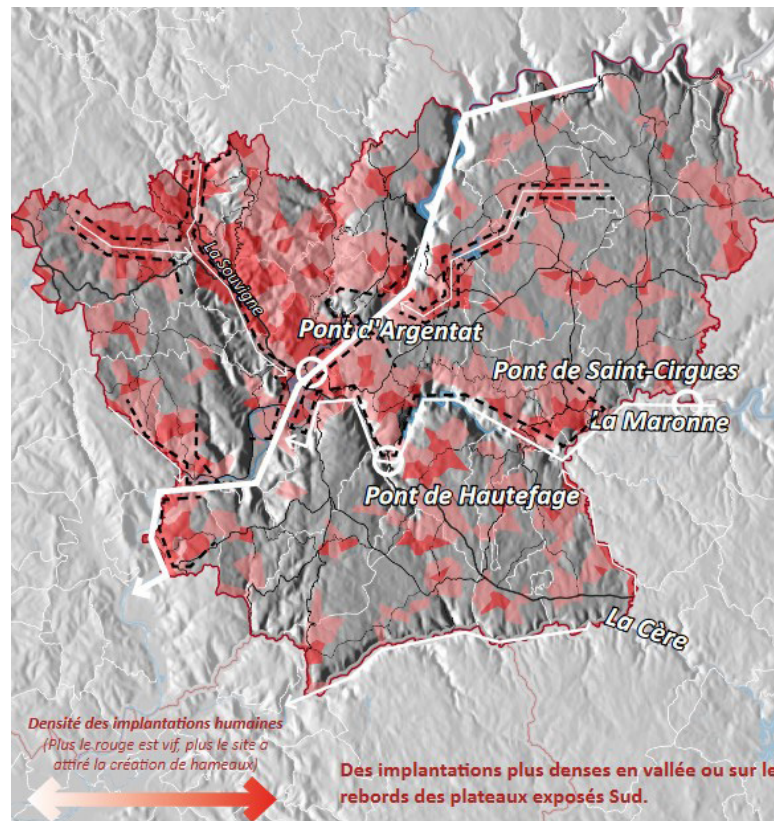 La Souvigne
Pont d'Argentat
Pont de Saint-Cirgues
La Maronne
Pont de Hautefage
La Cère
Densité des implantations humaines
(Plus le rouge est vif, plus le site a
attiré la création de hameaux)
Des implantations plus denses en vallée ou sur le
rebords des plateaux exposés Sud.